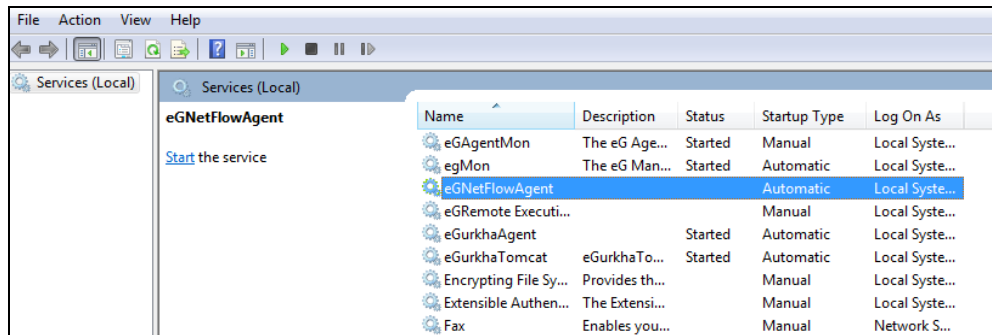 File Action View Help
Services (Local)
Services (Local)
eGNetFlowAgent
Start the service
Name Description Status Startup Type Log On As
eGAgentMon The eG Age... Started Manual Local Syste...
egMon The eG Man... Started Automatic Local Syste...
eGNetFlowAgent Automatic Local Syste...
eGRemote Executi... Manual Local Syste...
eGurkhaAgent Started Automatic Local Syste...
eGurkhaTomcat eGurkhaTo... Started Automatic Local Syste...
Encrypting File Sy... Provides th... Manual Local Syste...
Extensible Authen... The Extensi... Manual Local Syste...
Fax Enables you... Manual Network S...